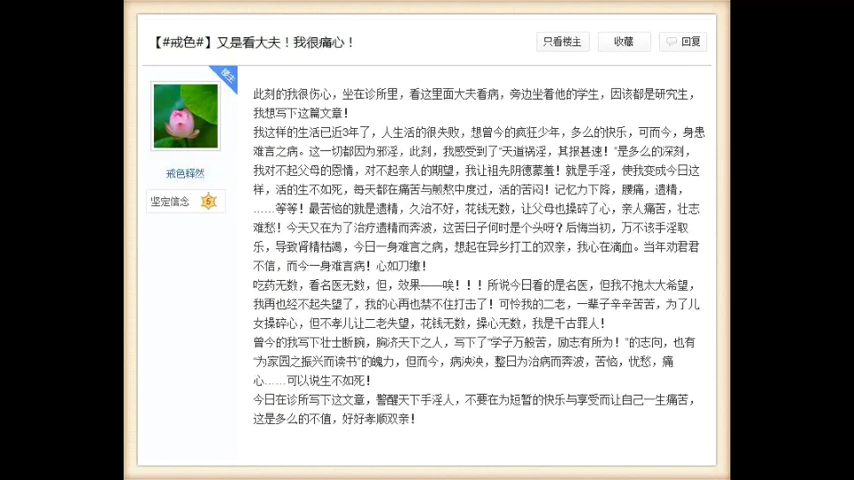 【#戒色#】又是看大夫！我很痛心！
只看楼主
收藏
回复
楼主
戒色释然
坚定信念 6
此刻的我很伤心，坐在诊所里，看这里面大夫看病，旁边坐着他的学生，因该都是研究生，
我想写下这篇文章！
我这样的生活已近3年了，人生活的很失败，想曾今的疯狂少年，多么的快乐，可而今，身患
难言之病。这一切都因为邪淫，此刻，我感受到了“天道祸淫，其报甚速！”是多么的深刻，
我对不起父母的恩情，对不起亲人的期望，我让祖先阴德蒙羞！就是手淫，使我变成今日这
样，活的生不如死，每天都在痛苦与煎熬中度过，活的苦闷！记忆力下降，腰痛，遗精，
……等等！最苦恼的就是遗精，久治不好，花钱无数，让父母也操碎了心，亲人痛苦，壮志
难愁！今天又在为了治疗遗精而奔波，这苦日子何时是个头呀？后悔当初，万不该手淫取
乐，导致肾精枯竭，今日一身难言之病，想起在异乡打工的双亲，我心在滴血。当年劝君君
不信，而今一身难言病！心如刀缴！
吃药无数，看名医无数，但，效果——唉！！！所说今日看的是名医，但我不抱太大希望，
我再也经不起失望了，我的心再也禁不住打击了！可怜我的二老，一辈子辛辛苦苦，为了儿
女操碎心，但不孝儿让二老失望，花钱无数，操心无数，我是千古罪人！
曾今的我写下壮士断腕，胸济天下之人，写下了“学子万般苦，励志有所为！”的志向，也有
“为家园之振兴而读书”的魄力，但而今，病泱泱，整日为治病而奔波，苦恼，忧愁，痛
心……可以说生不如死！
今日在诊所写下这文章，警醒天下手淫人，不要在为短暂的快乐与享受而让自己一生痛苦，
这是多么的不值，好好孝顺双亲！